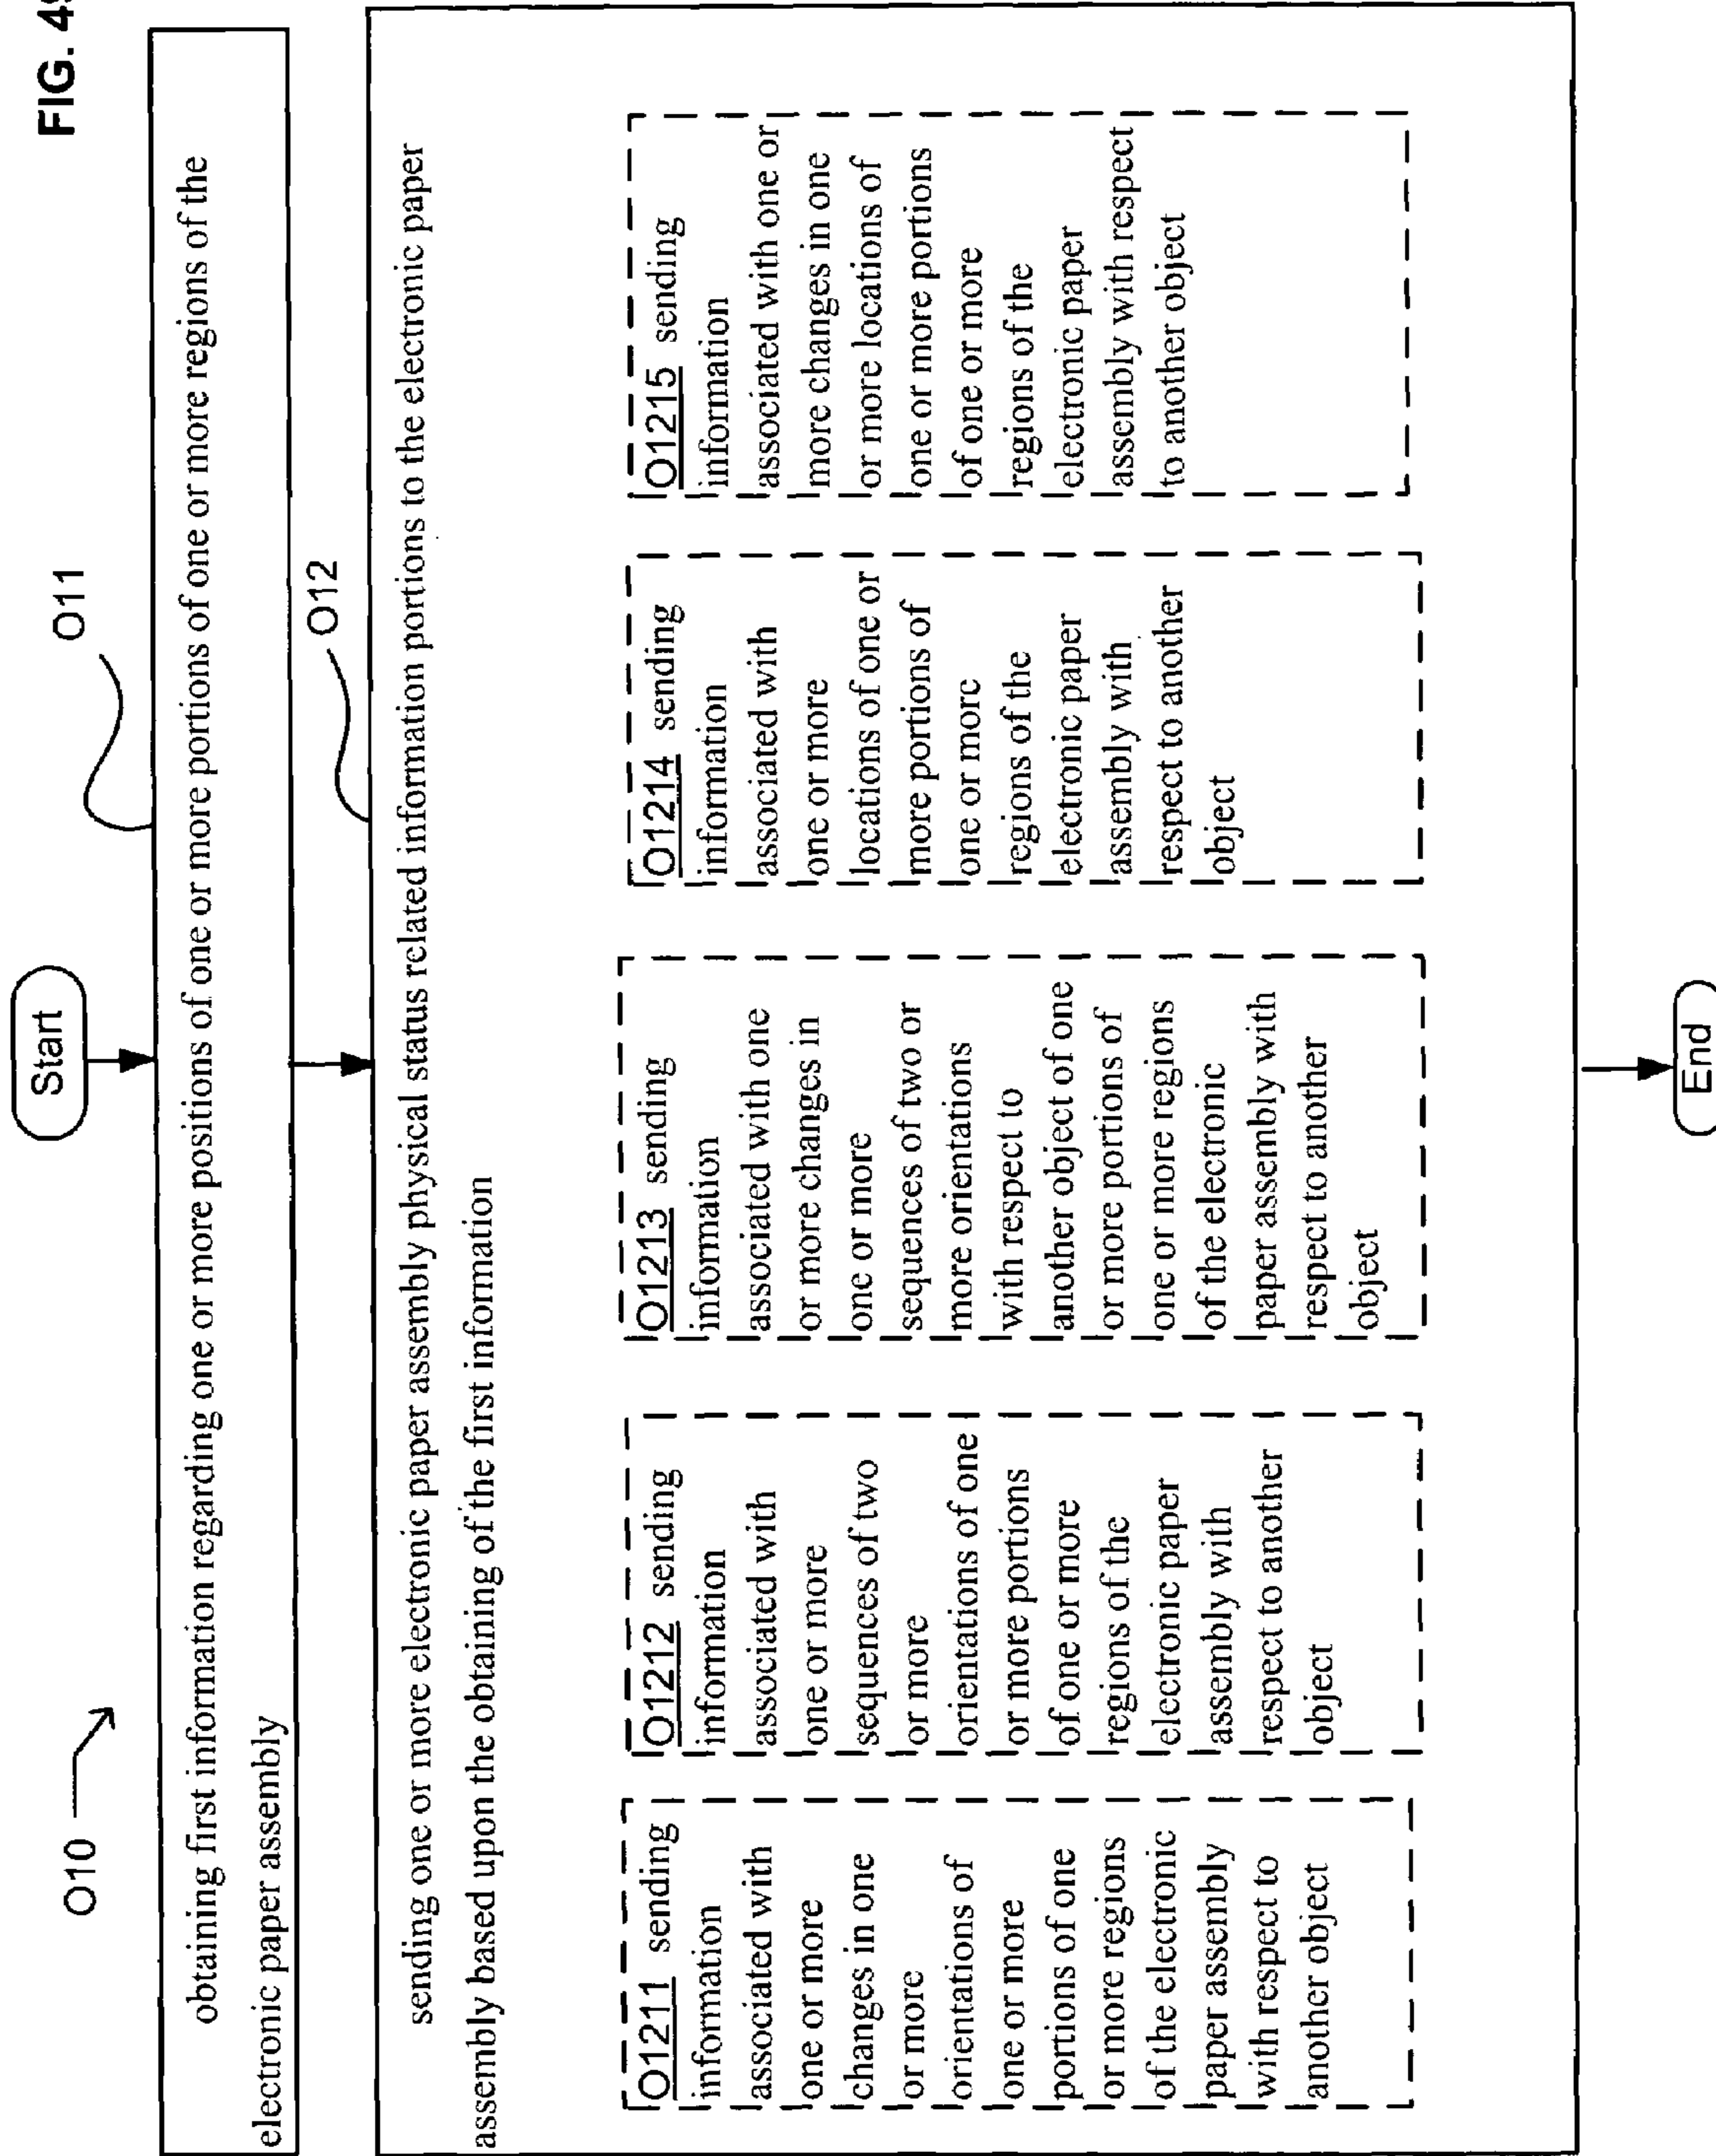 FIG. 4
Start
O10
O11
obtaining first information regarding one or more positions of one or more portions of one or more regions of the
electronic paper assembly
O12
sending one or more electronic paper assembly physical status related information portions to the electronic paper
assembly based upon the obtaining of the first information
O1211 sending
information
associated with
one or more
changes in one
or more
orientations of
one or more
portions of one
or more regions
of the electronic
paper assembly
with respect to
another object
O1212 sending
information
associated with
one or more
sequences of two
or more
orientations of one
or more portions
of one or more
regions of the
electronic paper
assembly with
respect to another
object
O1213 sending
information
associated with one
or more changes in
one or more
sequences of two or
more orientations
with respect to
another object of one
or more portions of
one or more regions
of the electronic
paper assembly with
respect to another
object
O1214 sending
information
associated with
one or more
locations of one or
more portions of
one or more
regions of the
electronic paper
assembly with
respect to another
object
O1215 sending
information
associated with one or
more changes in one
or more locations of
one or more portions
of one or more
regions of the
electronic paper
assembly with respect
to another object
End